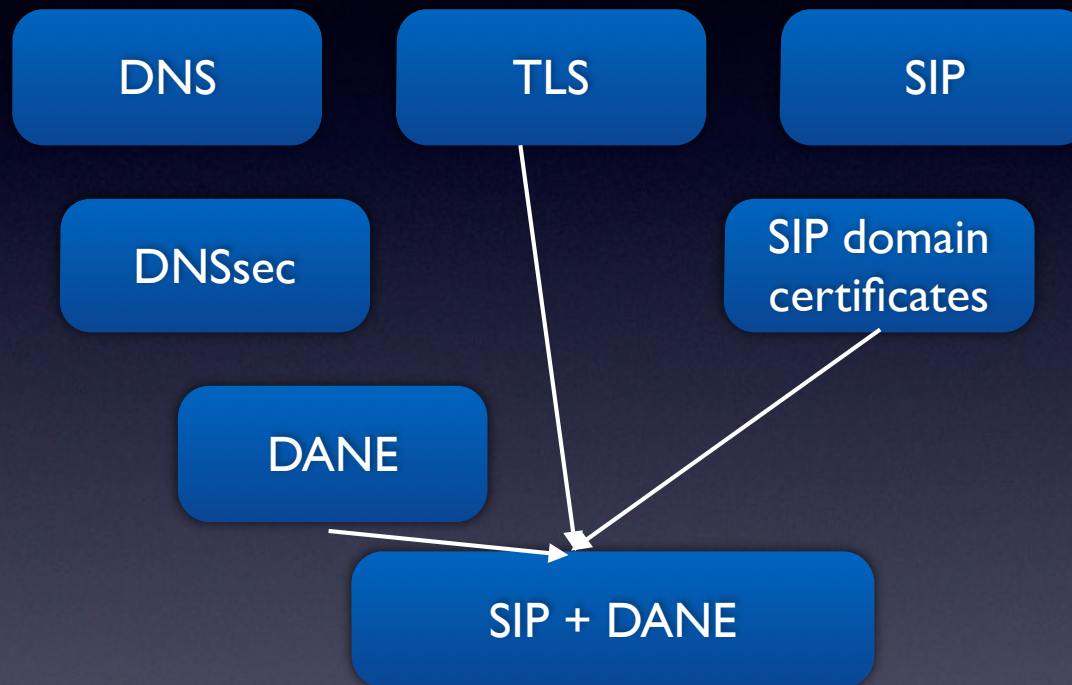 DNS
TLS
SIP
DNSsec
SIP domain
certificates
DANE
SIP + DANE